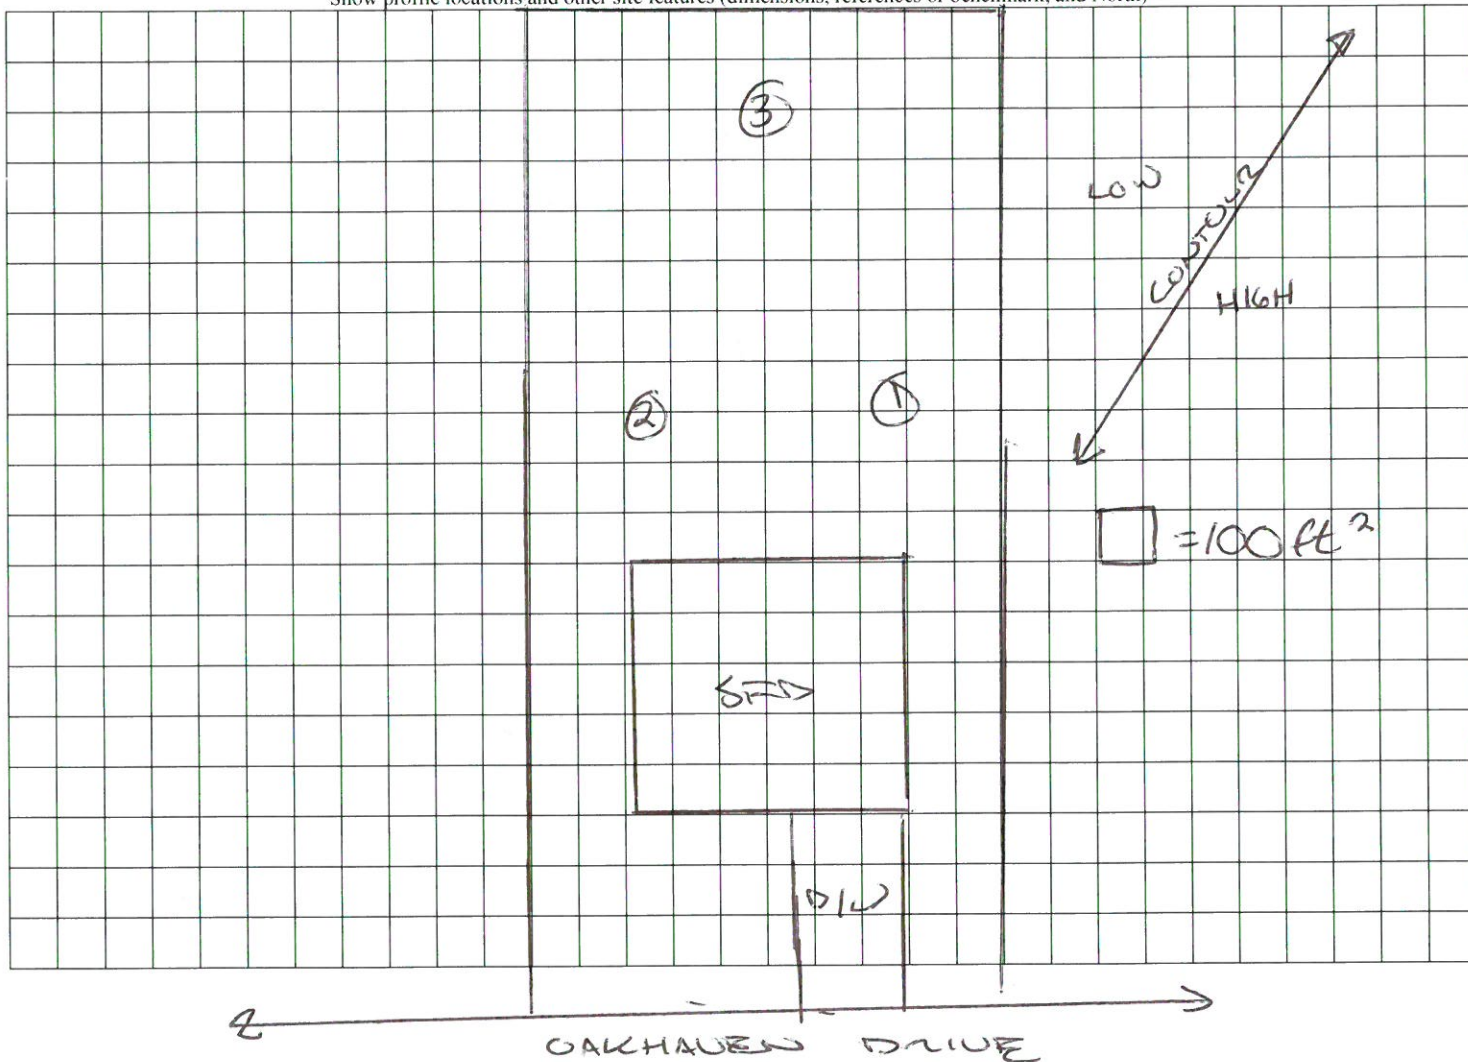 Show profile locations and other site features (dimensions, references or benchmark, and North)
③
LOW
CONTOUR
HIGH
② ①
=100 ft²
SFD
D/W
OAKHAVEN DRIVE